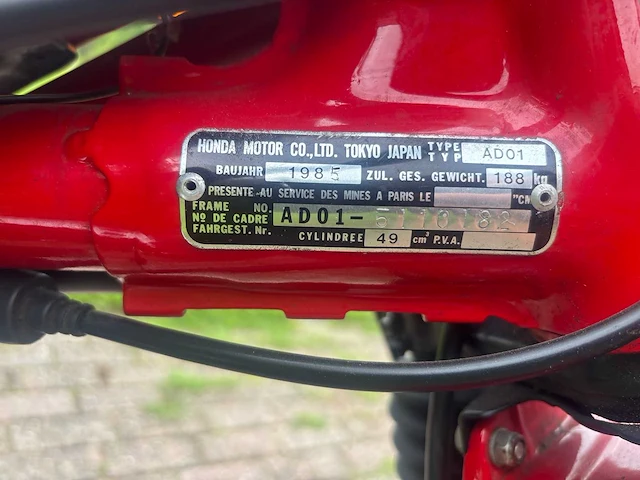 HONDA MOTOR CO.,LTD. TOKYO JAPAN TYPE TYP AD01
BAUJAHR 1985 ZUL. GES. GEWICHT. 188 kg
PRESENTE AU SERVICE DES MINES A PARIS LE
FRAME NO.
NO DE CADRE AD01-5110182
FAHRGEST. Nr.
CYLINDREE 49 cm³ P.V.A.